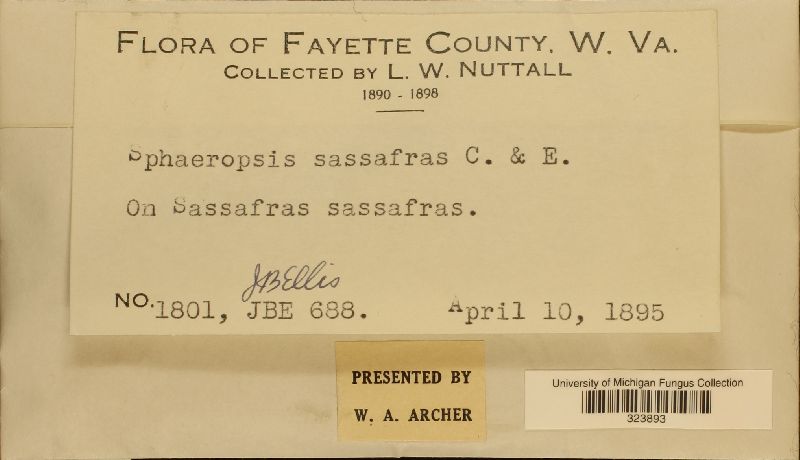 FLORA OF FAYETTE COUNTY, W. VA.
COLLECTED BY L. W. NUTTALL
1890 - 1898
Sphaeropsis sassafras C. & E.
On Sassafras sassafras.
JBEllis
NO. 1801, JBE 688. April 10, 1895
PRESENTED BY
W. A. ARCHER
University of Michigan Fungus Collection
323893